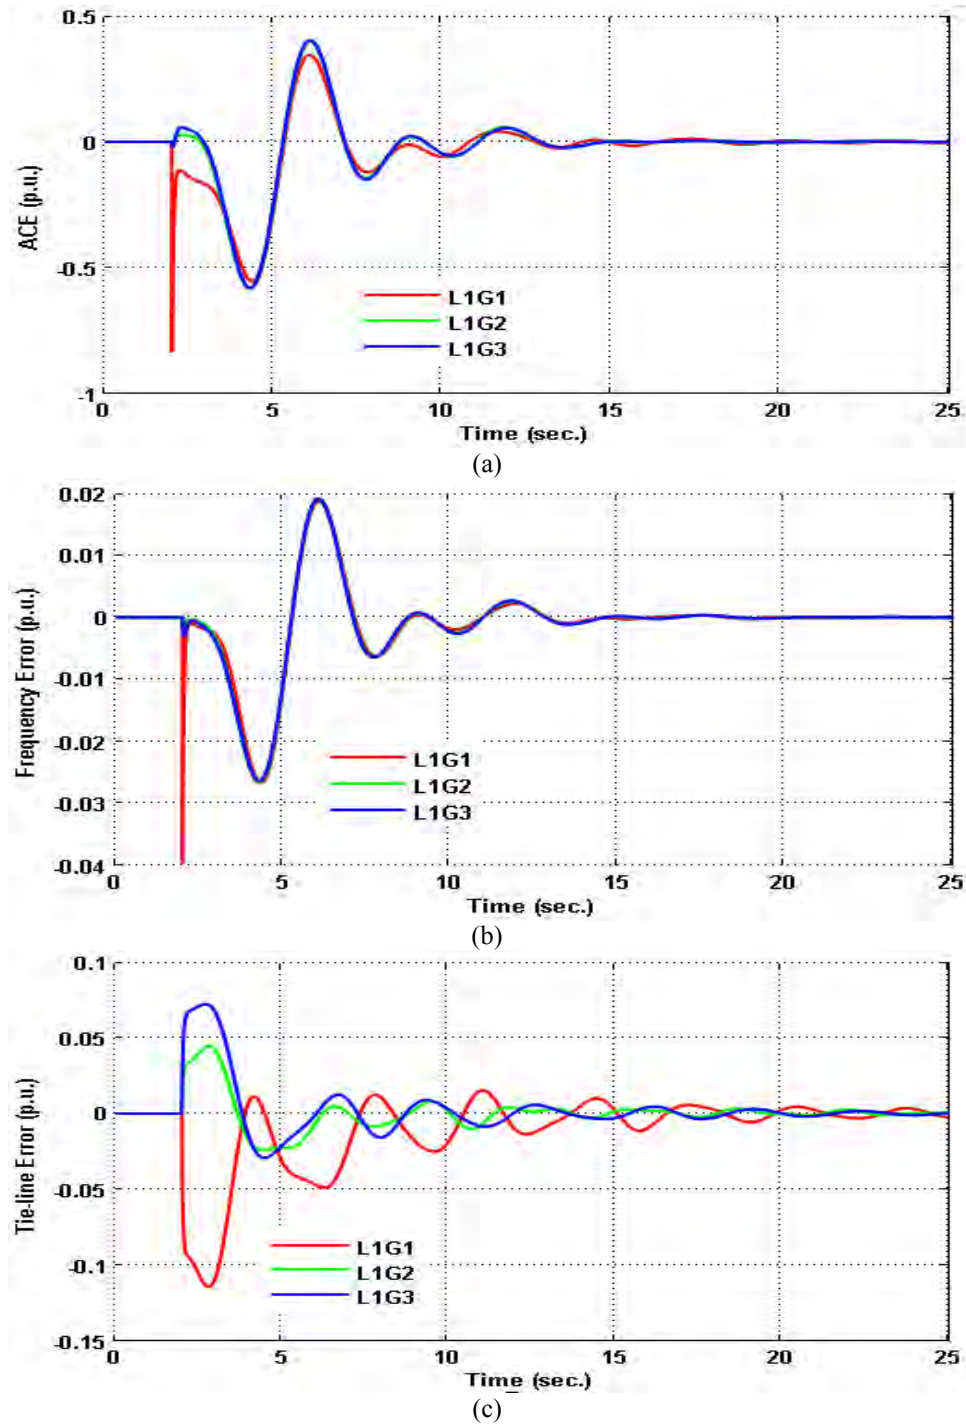 0.5
0
-0.5
-1
ACE (p.u.)
L1G1
L1G2
L1G3
0 5 10 15 20 25
Time (sec.)
(a)
0.02
0.01
0
-0.01
-0.02
-0.03
-0.04
Frequency Error (p.u.)
L1G1
L1G2
L1G3
0 5 10 15 20 25
Time (sec.)
(b)
0.1
0.05
0
-0.05
-0.1
-0.15
Tie-line Error (p.u.)
L1G1
L1G2
L1G3
0 5 10 15 20 25
Time (sec.)
(c)